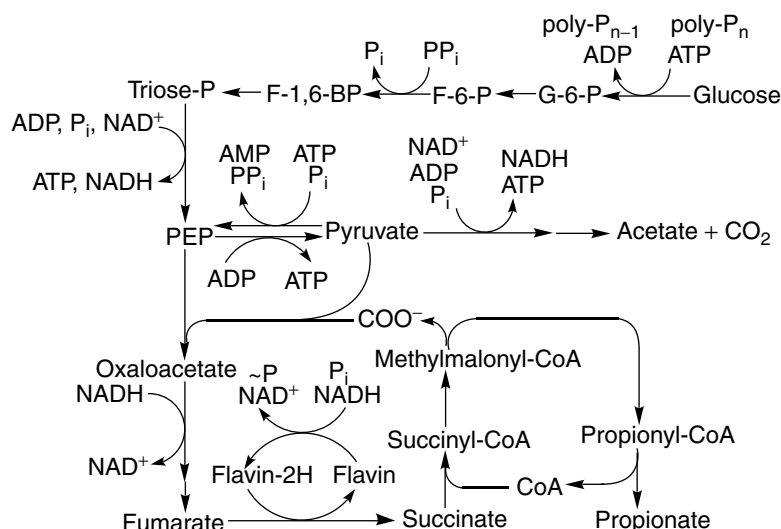 poly-Pn–1 poly-Pn
ADP ATP
Pi PPi
Triose-P F-1,6-BP F-6-P G-6-P Glucose
ADP, Pi, NAD+
ATP, NADH
AMP ATP
PPi Pi
NAD+
ADP
Pi
NADH
ATP
PEP Pyruvate Acetate + CO2
ADP ATP
COO−
Oxaloacetate Methylmalonyl-CoA
NADH
~P Pi
NAD+ NADH
NAD+
Succinyl-CoA Propionyl-CoA
Flavin-2H Flavin
CoA
Fumarate Succinate Propionate